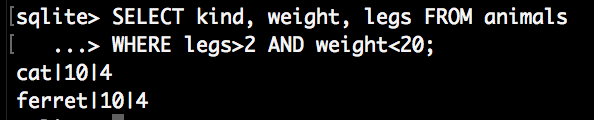 [sqlite> SELECT kind, weight, legs FROM animals
[   ...> WHERE legs>2 AND weight<20;
cat|10|4
ferret|10|4